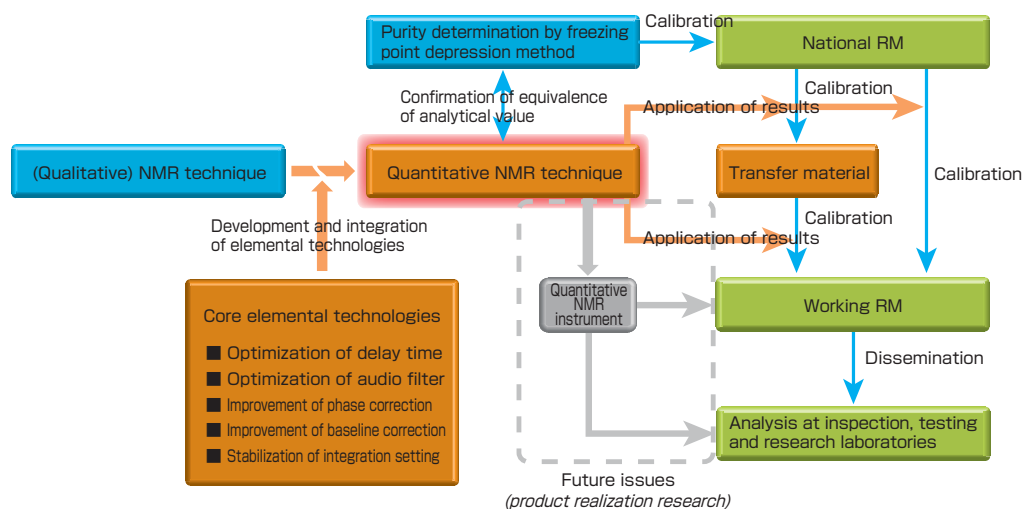 Purity determination by freezing
point depression method
Calibration
National RM
Confirmation of equivalence
of analytical value
Application of results
Calibration
(Qualitative) NMR technique
Quantitative NMR technique
Transfer material
Calibration
Development and integration
of elemental technologies
Calibration
Application of results
Core elemental technologies
■ Optimization of delay time
■ Optimization of audio filter
■ Improvement of phase correction
■ Improvement of baseline correction
■ Stabilization of integration setting
Quantitative
NMR
instrument
Working RM
Dissemination
Analysis at inspection, testing
and research laboratories
Future issues
(product realization research)